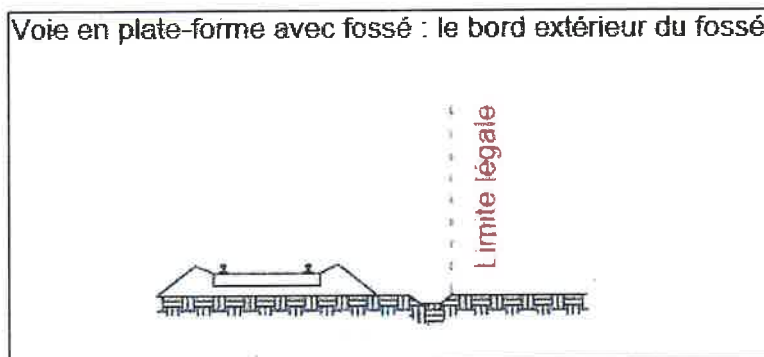 Voie en plate-forme avec fossé : le bord extérieur du fossé
Limite légale